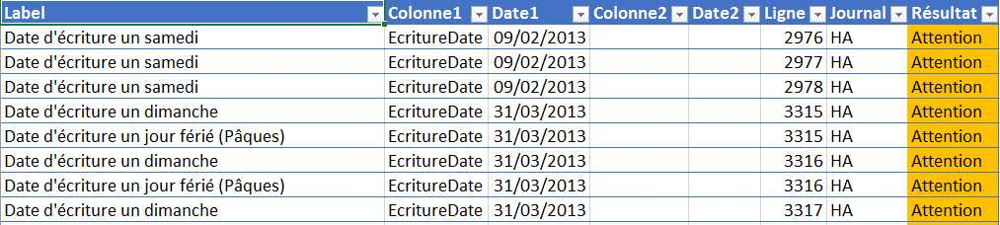 Label Colonne1 Date1 Colonne2 Date2 Ligne Journal Résultat
Date d'écriture un samedi EcritureDate 09/02/2013 2976 HA Attention
Date d'écriture un samedi EcritureDate 09/02/2013 2977 HA Attention
Date d'écriture un samedi EcritureDate 09/02/2013 2978 HA Attention
Date d'écriture un dimanche EcritureDate 31/03/2013 3315 HA Attention
Date d'écriture un jour férié (Pâques) EcritureDate 31/03/2013 3315 HA Attention
Date d'écriture un dimanche EcritureDate 31/03/2013 3316 HA Attention
Date d'écriture un jour férié (Pâques) EcritureDate 31/03/2013 3316 HA Attention
Date d'écriture un dimanche EcritureDate 31/03/2013 3317 HA Attention